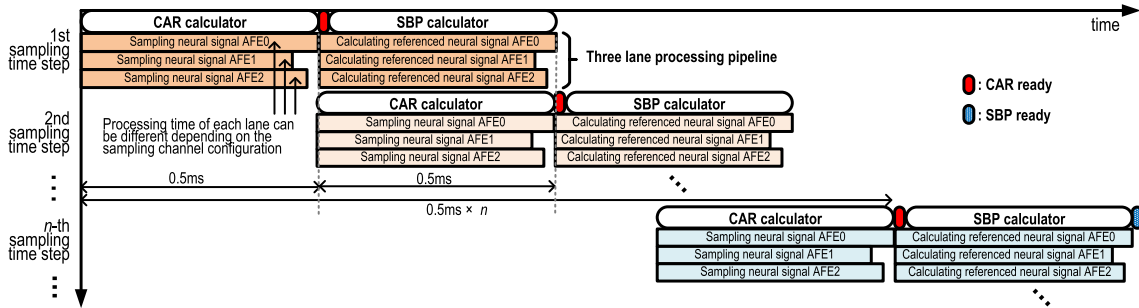 CAR calculator
SBP calculator
time
1st
sampling
time step
Sampling neural signal AFE0
Calculating referenced neural signal AFE0
Sampling neural signal AFE1
Calculating referenced neural signal AFE1
Sampling neural signal AFE2
Calculating referenced neural signal AFE2
Three lane processing pipeline
: CAR ready
: SBP ready
Processing time of each lane can
be different depending on the
sampling channel configuration
2nd
sampling
time step
CAR calculator
SBP calculator
Sampling neural signal AFE0
Calculating referenced neural signal AFE0
Sampling neural signal AFE1
Calculating referenced neural signal AFE1
Sampling neural signal AFE2
Calculating referenced neural signal AFE2
0.5ms
0.5ms
0.5ms × n
n-th
sampling
time step
CAR calculator
SBP calculator
Sampling neural signal AFE0
Calculating referenced neural signal AFE0
Sampling neural signal AFE1
Calculating referenced neural signal AFE1
Sampling neural signal AFE2
Calculating referenced neural signal AFE2